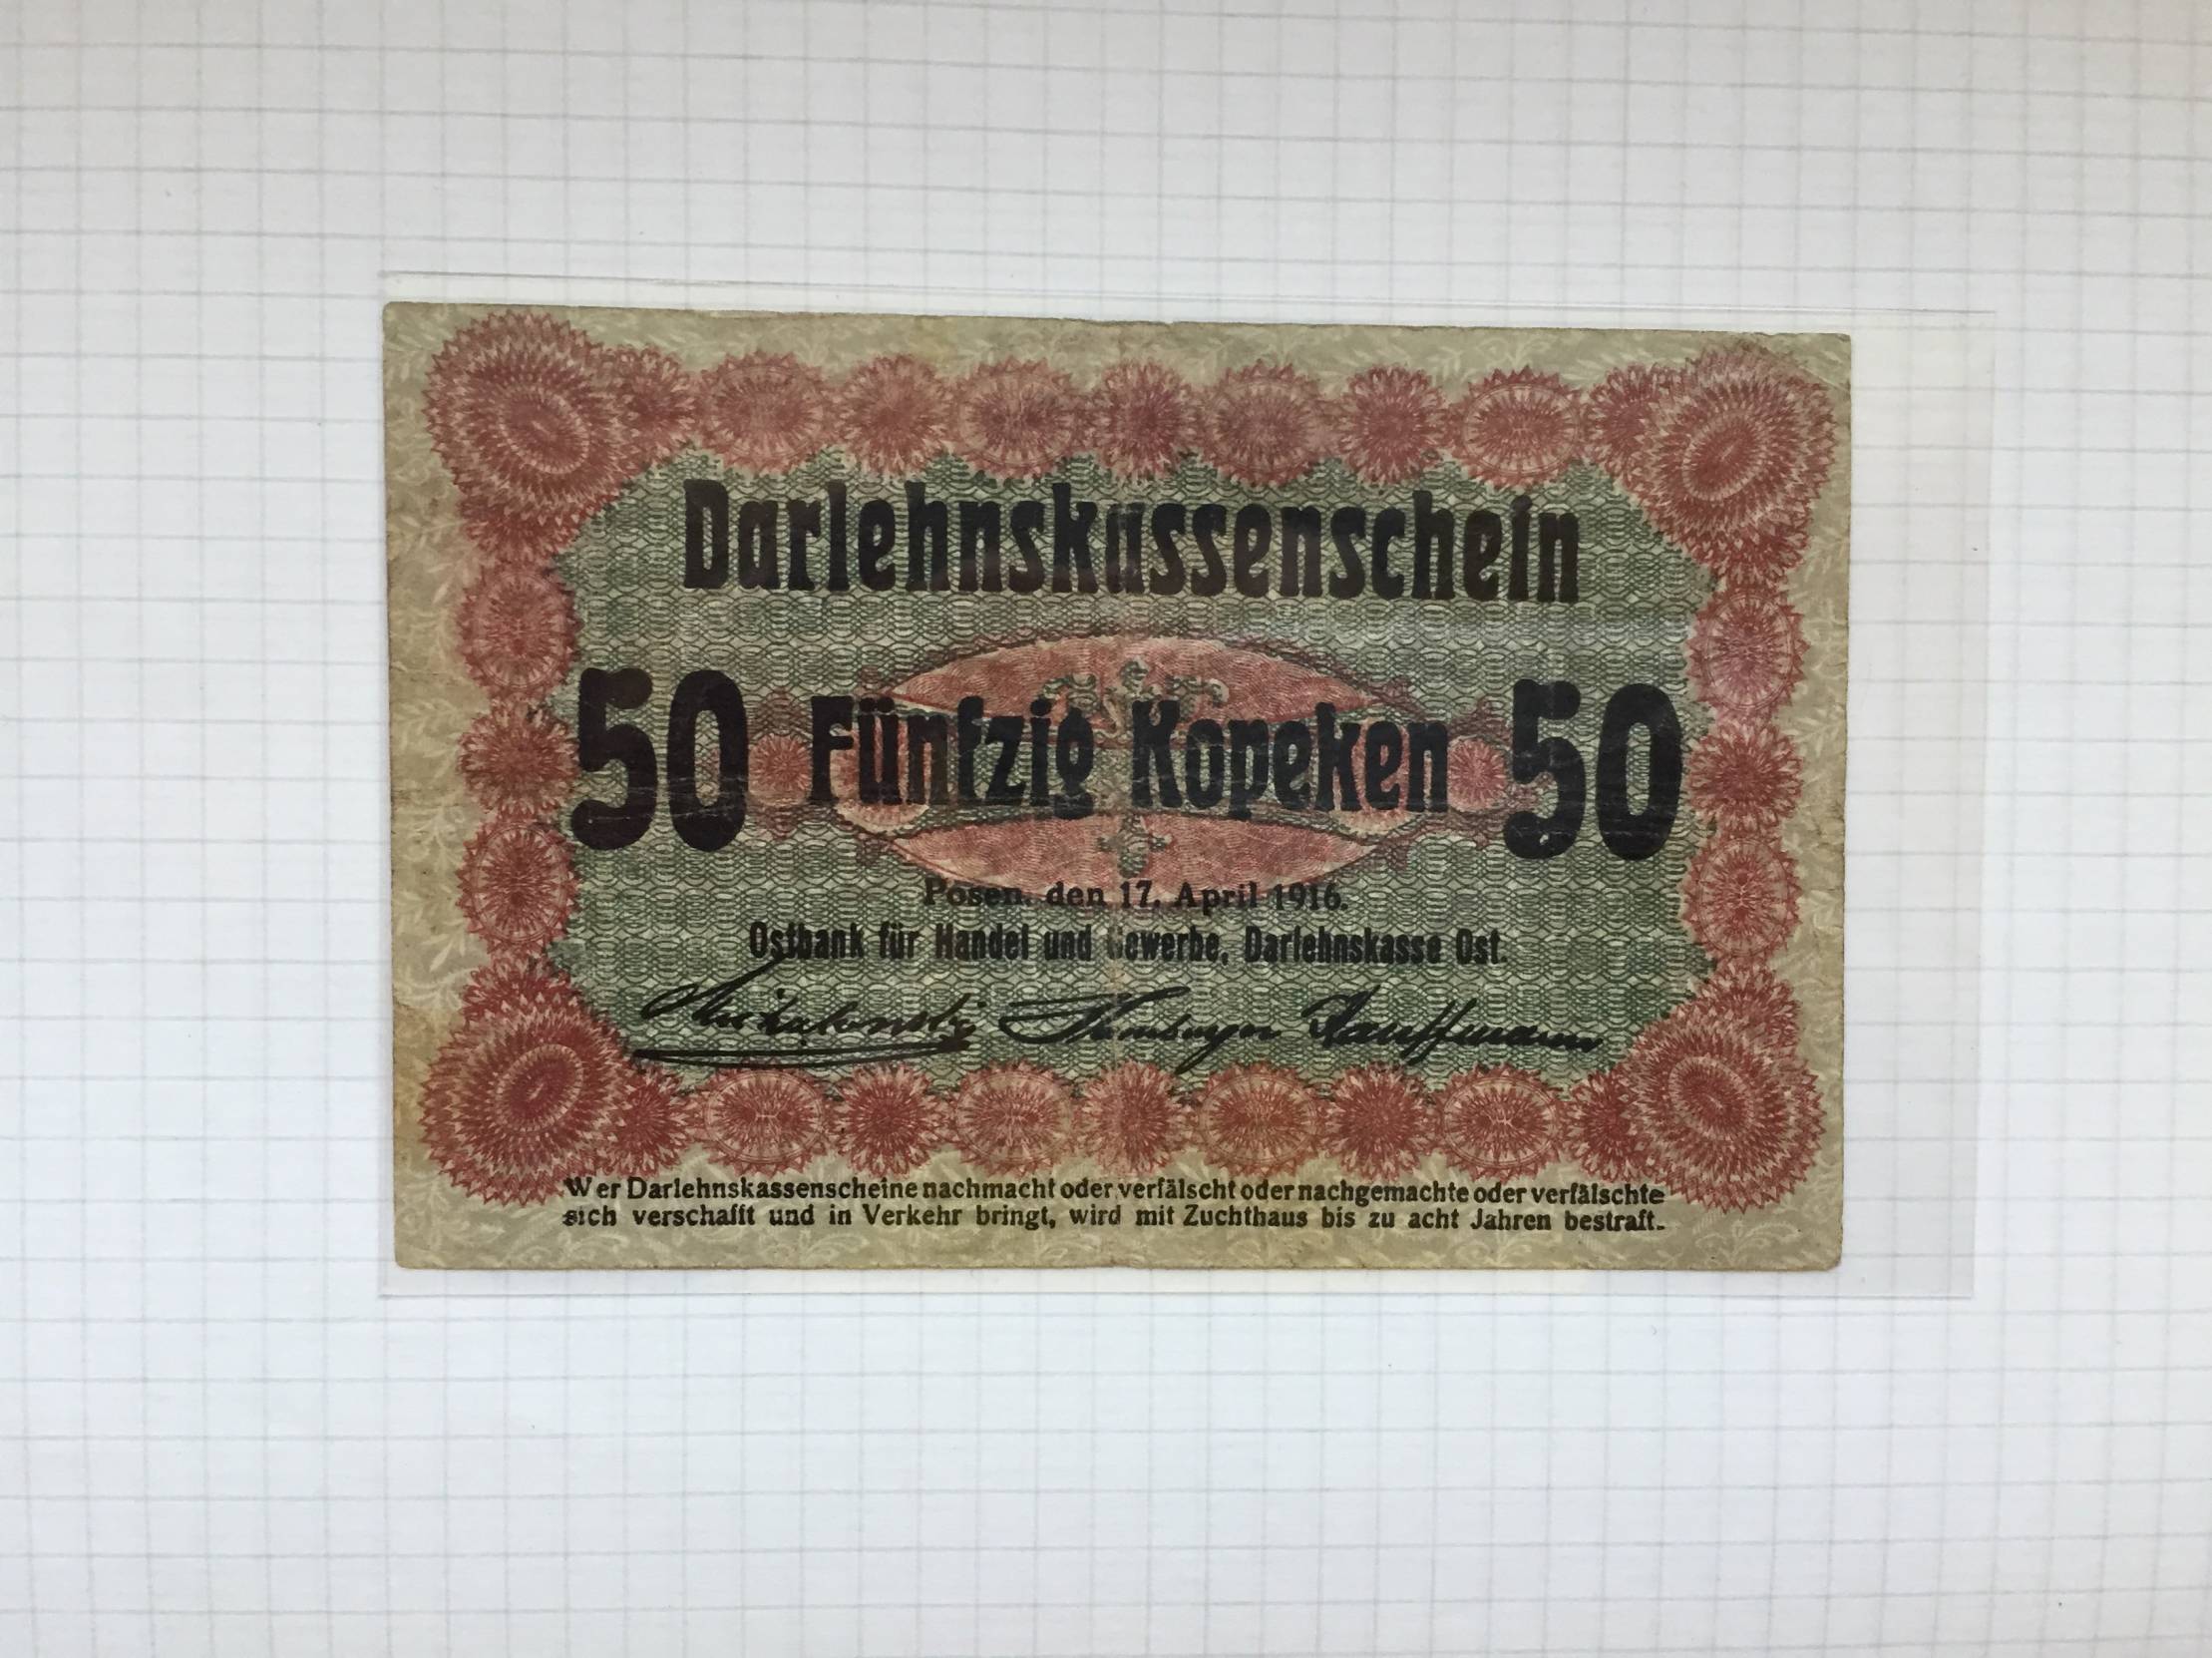 Darlehnskassenschein
50 Fünfzig Kopeken 50
Posen, den 17. April 1916.
Ostbank für Handel und Gewerbe, Darlehnskasse Ost.
Kauffmann
Wer Darlehnskassenscheine nachmacht oder verfälscht oder nachgemachte oder verfälschte
sich verschafft und in Verkehr bringt, wird mit Zuchthaus bis zu acht Jahren bestraft.